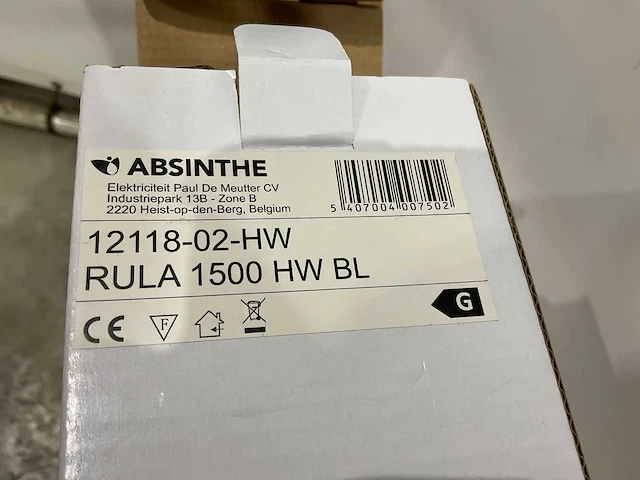 ABSINTHE
Elektriciteit Paul De Meutter CV
Industriepark 13B - Zone B
2220 Heist-op-den-Berg, Belgium
5 407004 007502
12118-02-HW
RULA 1500 HW BL
CE
F
G